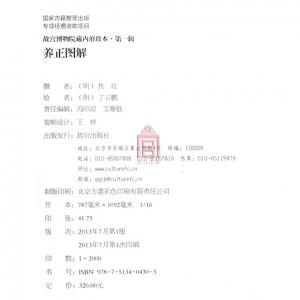 国家古籍整理出版
专项经费资助项目
故宫博物院藏内府珍本·第一辑
养正图解
撰 者：（明）焦 竑
绘 者：（明）丁云鹏
责任编辑：冯印淙 艾珊歌
装帧设计：王 梓
出版发行：故宫出版社
地址：北京市东城区景山前街4号 邮编：100009
电话：010-85007808 010-85007816 传真：010-65129479
网址：www.culturefc.cn
邮箱：ggcb@culturefc.cn
制版印刷：北京方嘉彩色印刷有限责任公司
开 本：787毫米×1092毫米 1/16
印 张：41.75
版 次：2013年7月第1版
2013年7月第1次印刷
印 数：1~2000
书 号：ISBN 978-7-5134-0430-3
定 价：320.00元